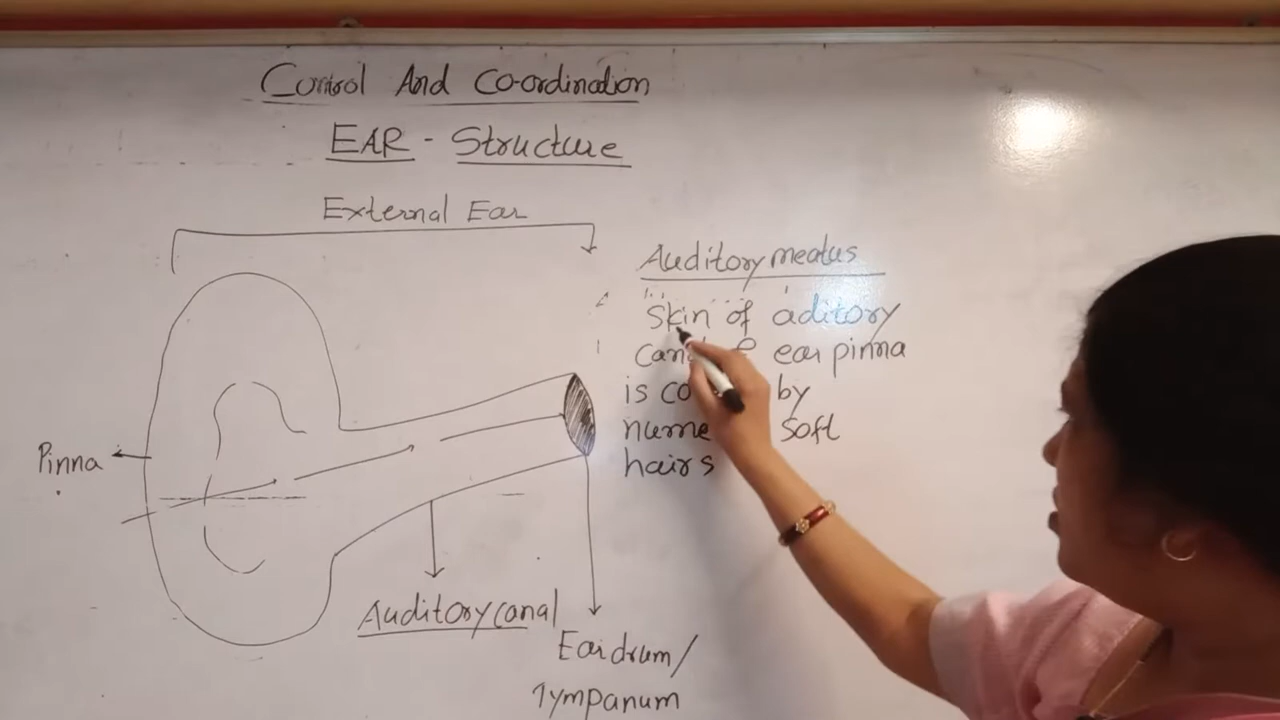 Control And Co-ordination
EAR - Structure
External Ear
Auditory meatus
Skin of aditory
ear pinna
is by
soft
hairs
Pinna
Auditory canal
Eardrum/
Tympanum